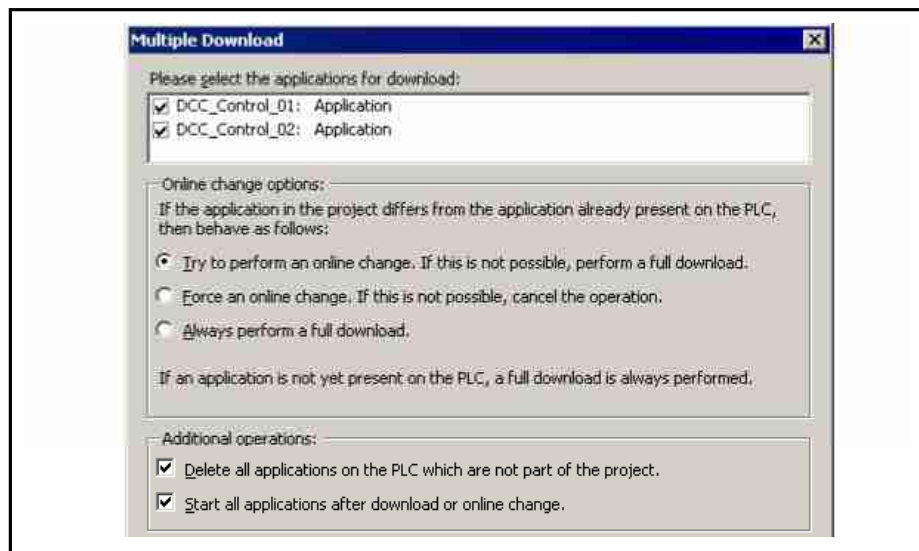 Multiple Download
Please select the applications for download:
DCC_Control_01: Application
DCC_Control_02: Application
Online change options:
If the application in the project differs from the application already present on the PLC,
then behave as follows:
Try to perform an online change. If this is not possible, perform a full download.
Force an online change. If this is not possible, cancel the operation.
Always perform a full download.
If an application is not yet present on the PLC, a full download is always performed.
Additional operations:
Delete all applications on the PLC which are not part of the project.
Start all applications after download or online change.